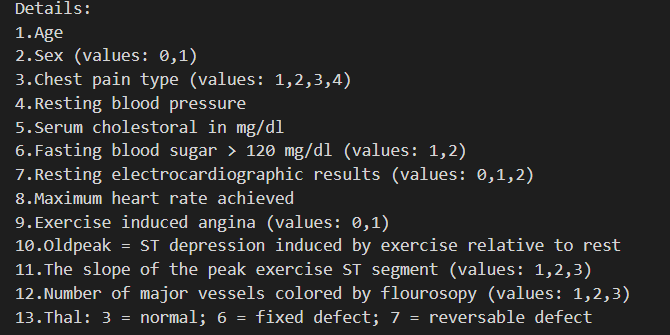 Details:
1.Age
2.Sex (values: 0,1)
3.Chest pain type (values: 1,2,3,4)
4.Resting blood pressure
5.Serum cholestoral in mg/dl
6.Fasting blood sugar > 120 mg/dl (values: 1,2)
7.Resting electrocardiographic results (values: 0,1,2)
8.Maximum heart rate achieved
9.Exercise induced angina (values: 0,1)
10.Oldpeak = ST depression induced by exercise relative to rest
11.The slope of the peak exercise ST segment (values: 1,2,3)
12.Number of major vessels colored by flourosopy (values: 1,2,3)
13.Thal: 3 = normal; 6 = fixed defect; 7 = reversable defect